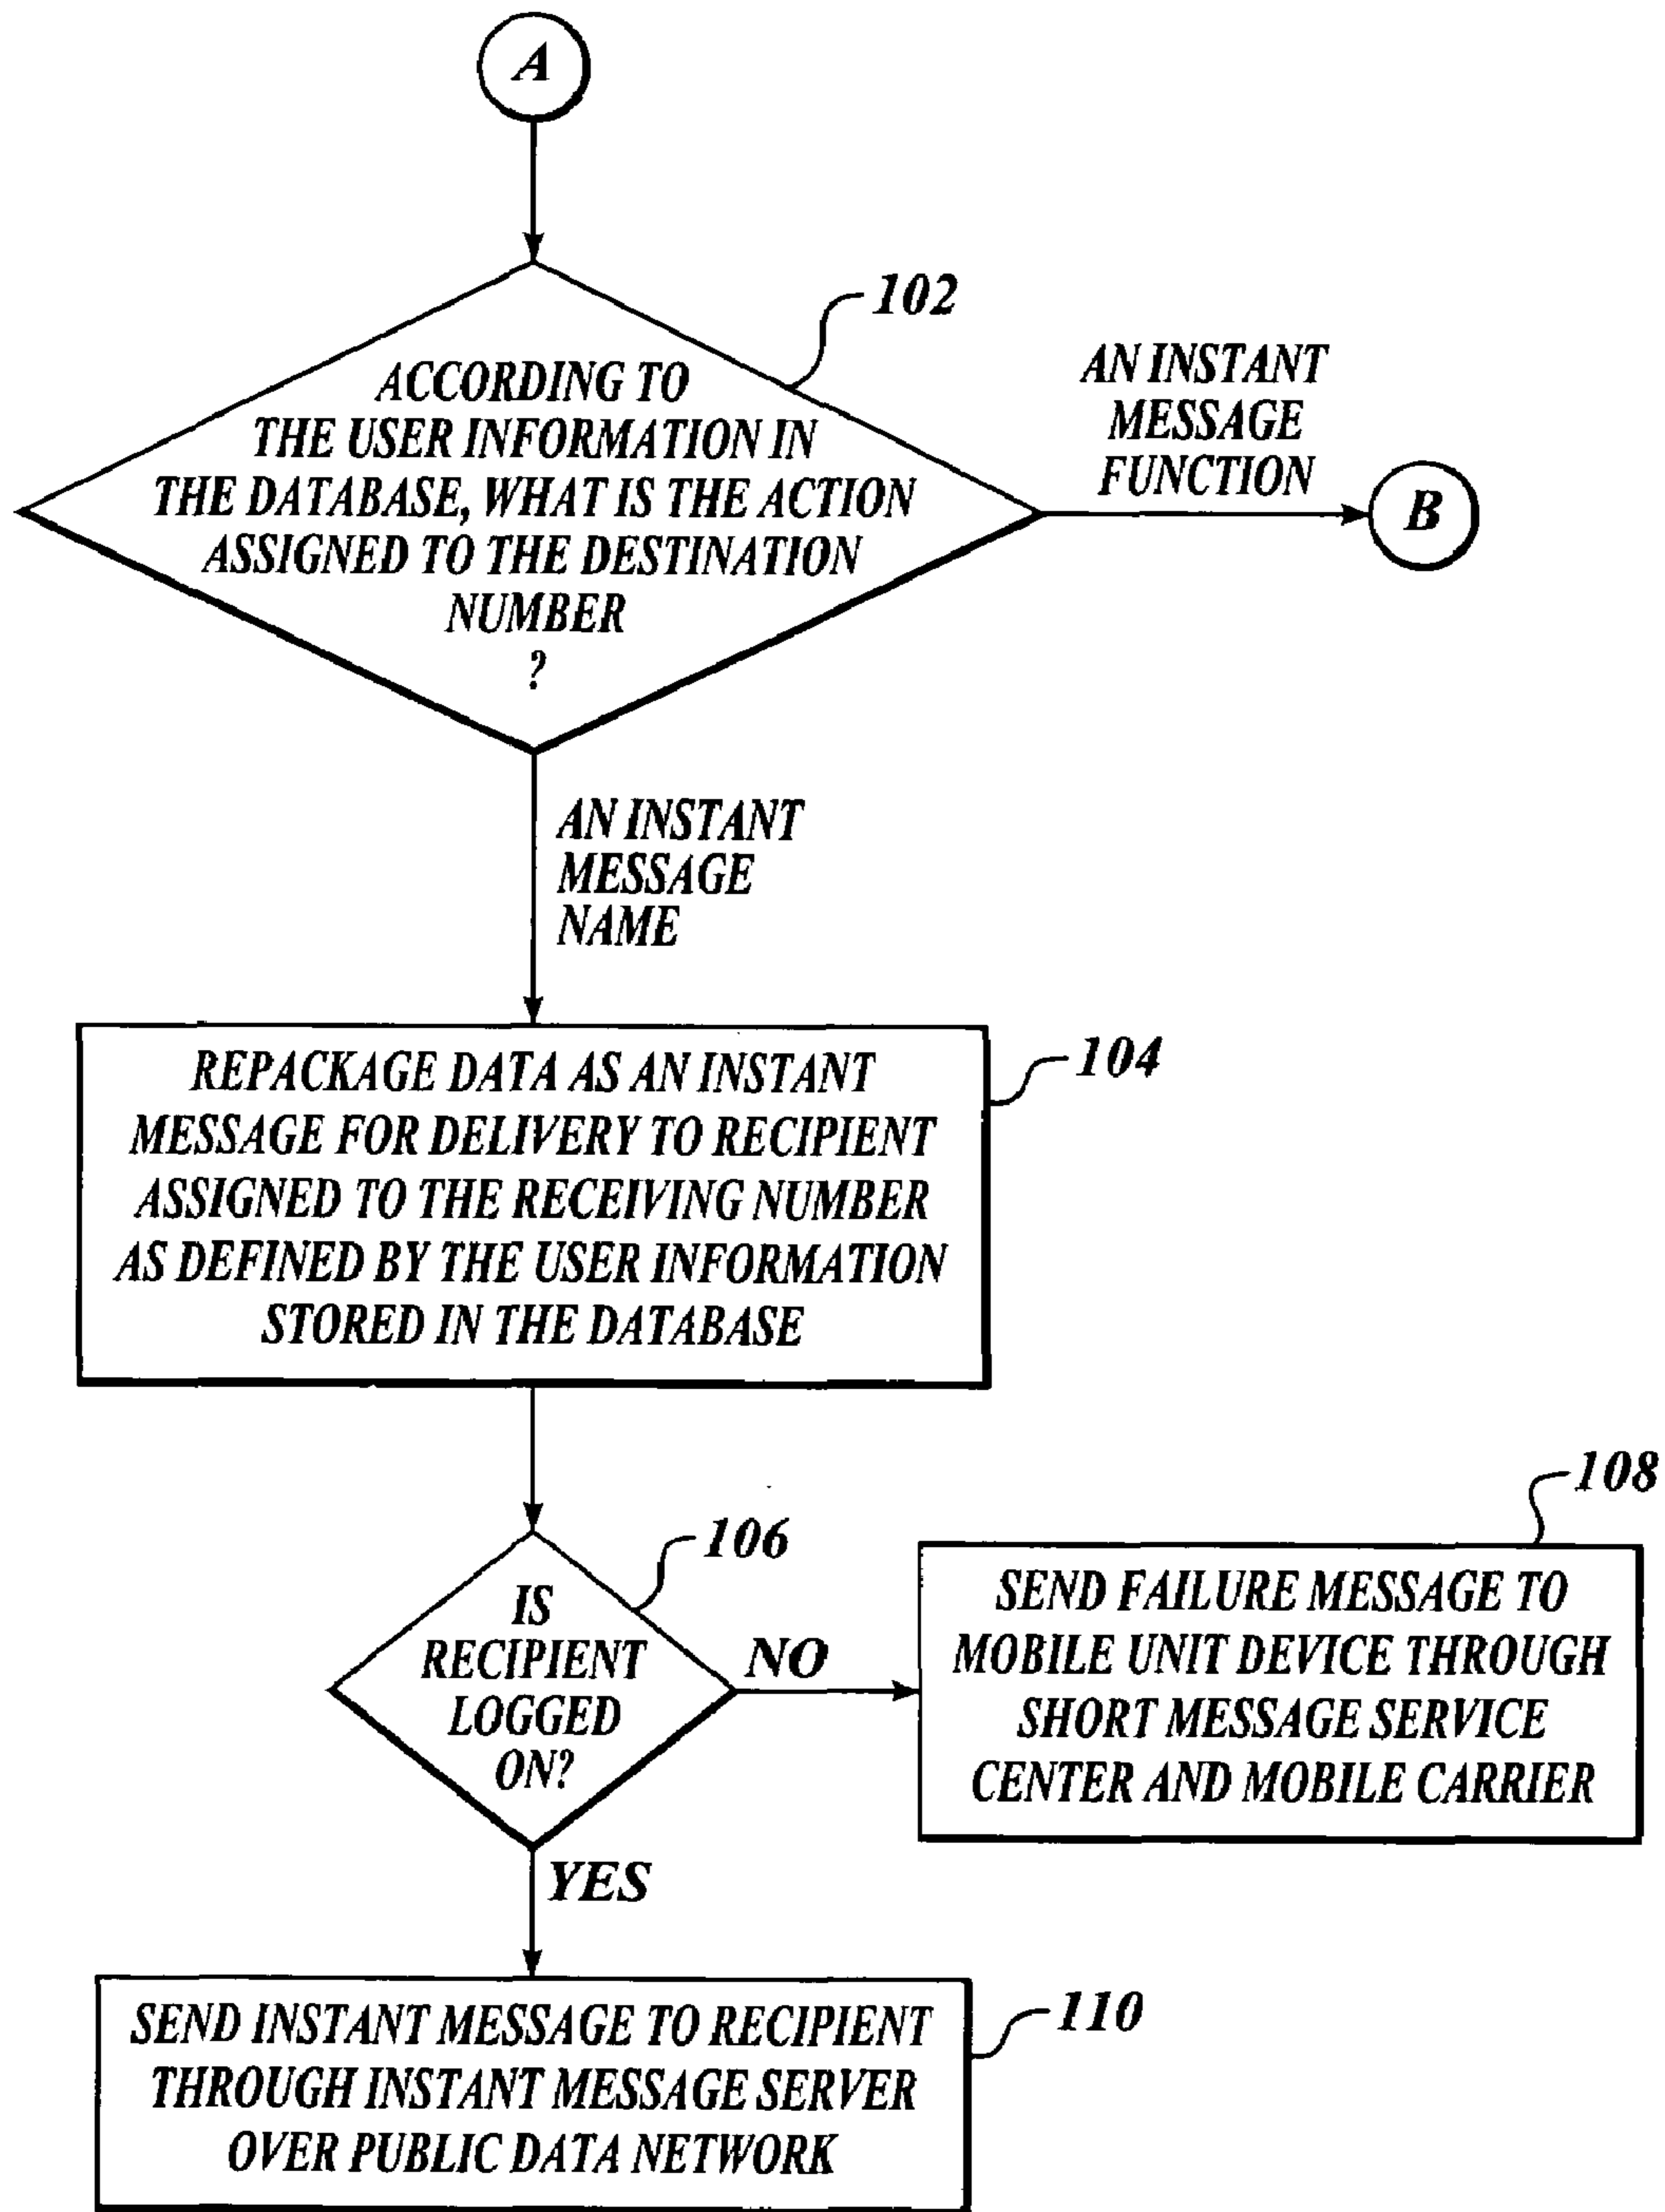 A
102
ACCORDING TO
THE USER INFORMATION IN
THE DATABASE, WHAT IS THE ACTION
ASSIGNED TO THE DESTINATION
NUMBER
?
AN INSTANT
MESSAGE
FUNCTION
B
AN INSTANT
MESSAGE
NAME
104
REPACKAGE DATA AS AN INSTANT
MESSAGE FOR DELIVERY TO RECIPIENT
ASSIGNED TO THE RECEIVING NUMBER
AS DEFINED BY THE USER INFORMATION
STORED IN THE DATABASE
106
IS
RECIPIENT
LOGGED
ON?
NO
108
SEND FAILURE MESSAGE TO
MOBILE UNIT DEVICE THROUGH
SHORT MESSAGE SERVICE
CENTER AND MOBILE CARRIER
YES
110
SEND INSTANT MESSAGE TO RECIPIENT
THROUGH INSTANT MESSAGE SERVER
OVER PUBLIC DATA NETWORK